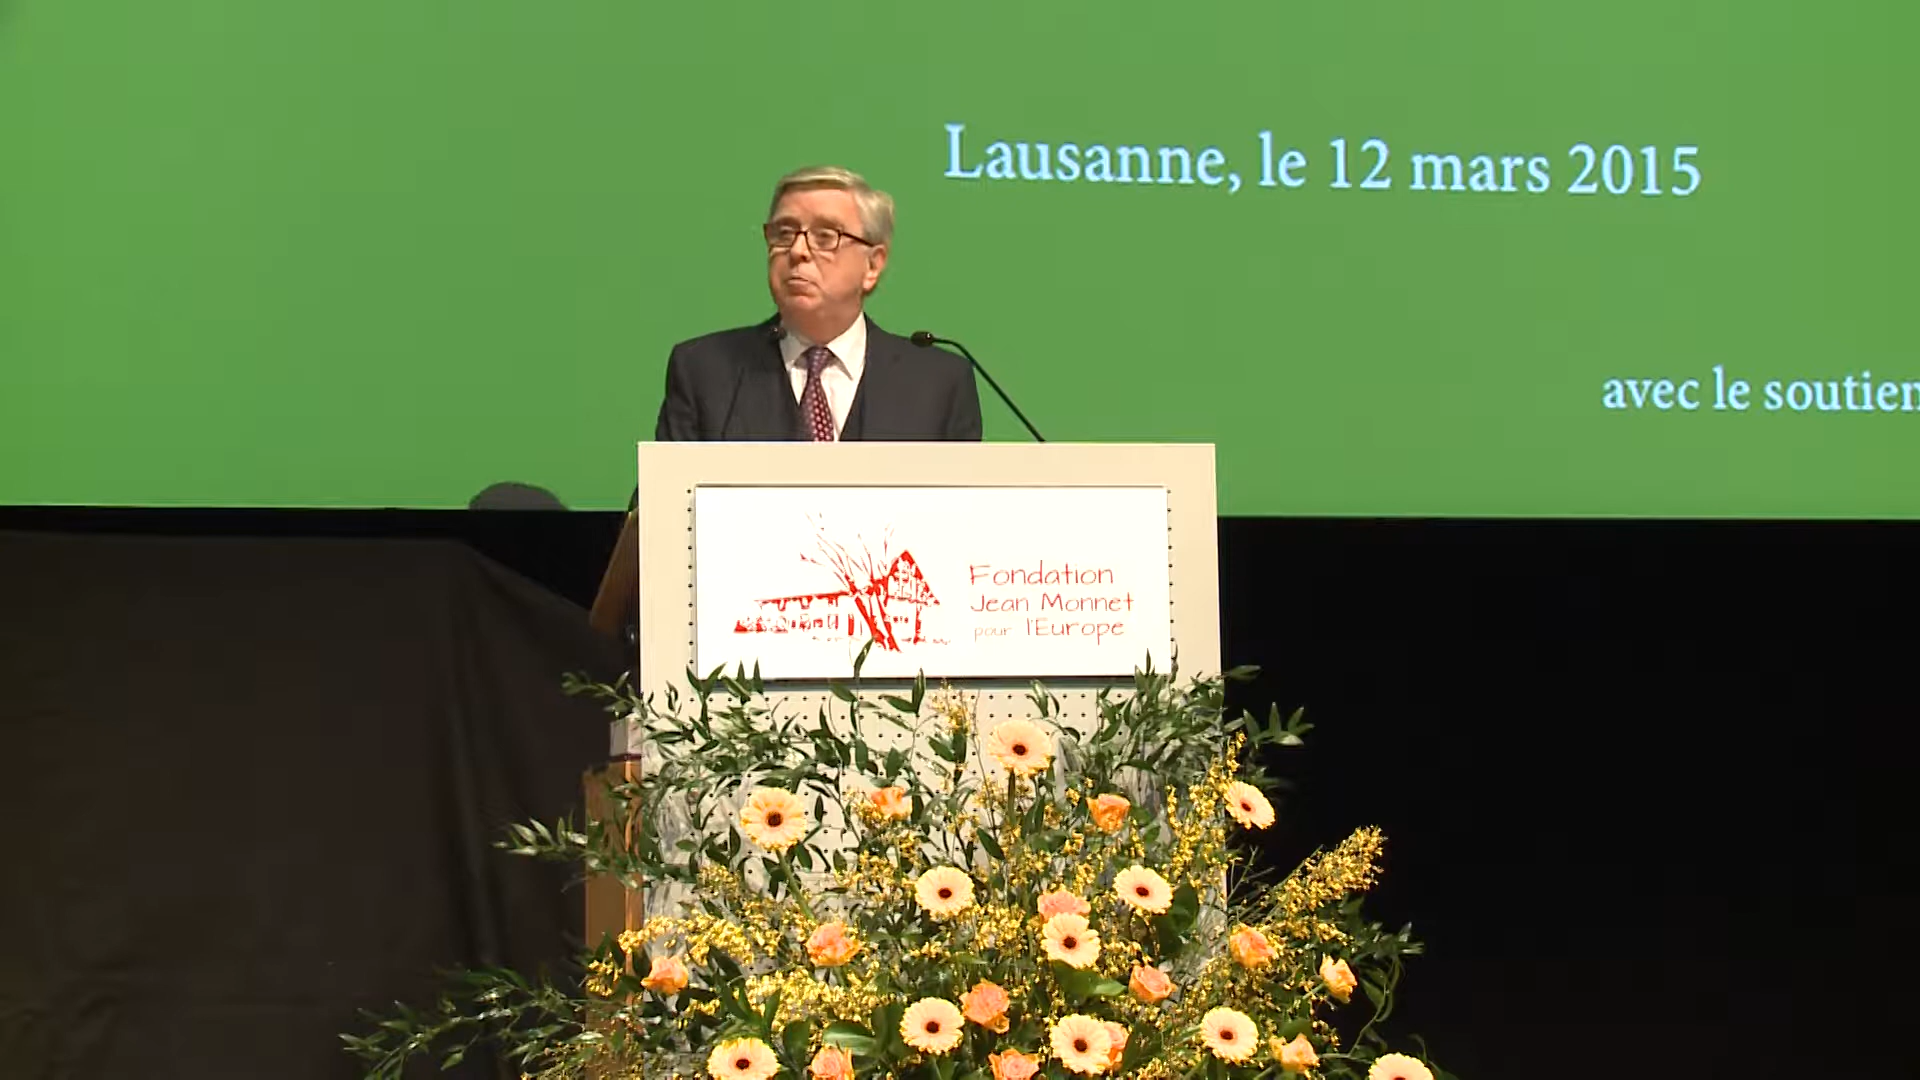 Lausanne, le 12 mars 2015
avec le soutien
Fondation
Jean Monnet
pour l'Europe